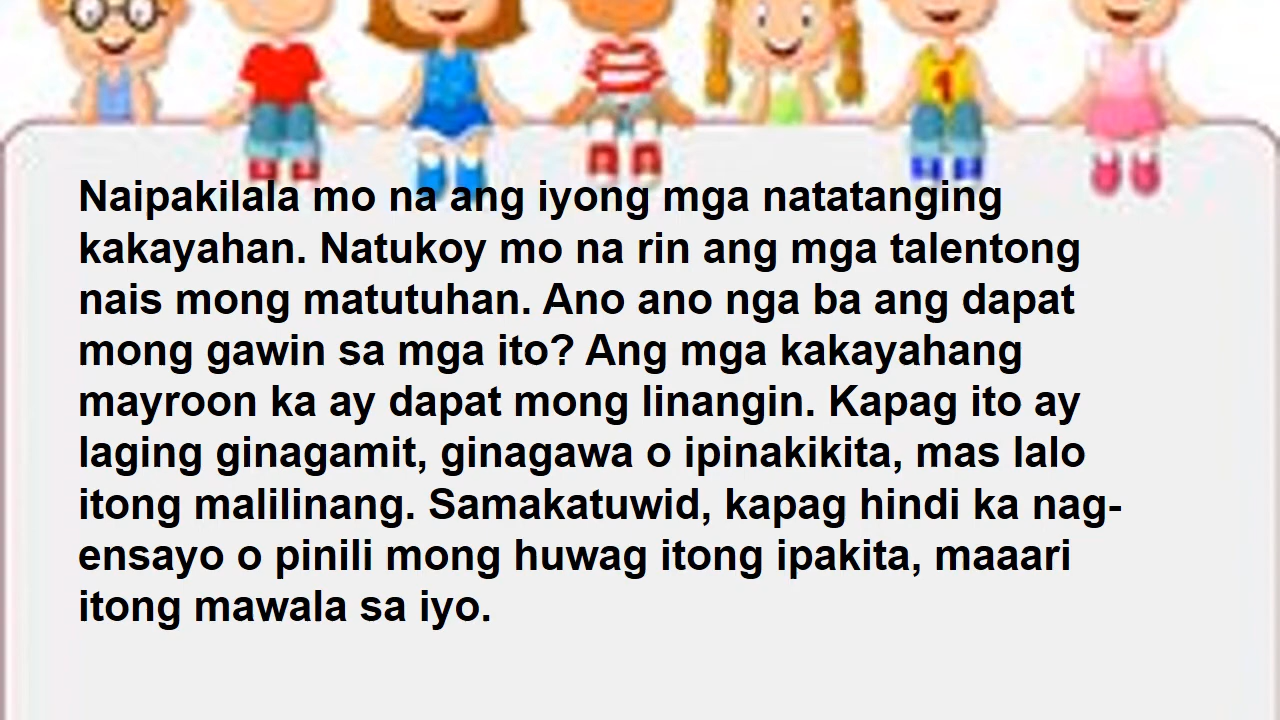 1
Naipakilala mo na ang iyong mga natatanging
kakayahan. Natukoy mo na rin ang mga talentong
nais mong matutuhan. Ano ano nga ba ang dapat
mong gawin sa mga ito? Ang mga kakayahang
mayroon ka ay dapat mong linangin. Kapag ito ay
laging ginagamit, ginagawa o ipinakikita, mas lalo
itong malilinang. Samakatuwid, kapag hindi ka nag-
ensayo o pinili mong huwag itong ipakita, maaari
itong mawala sa iyo.